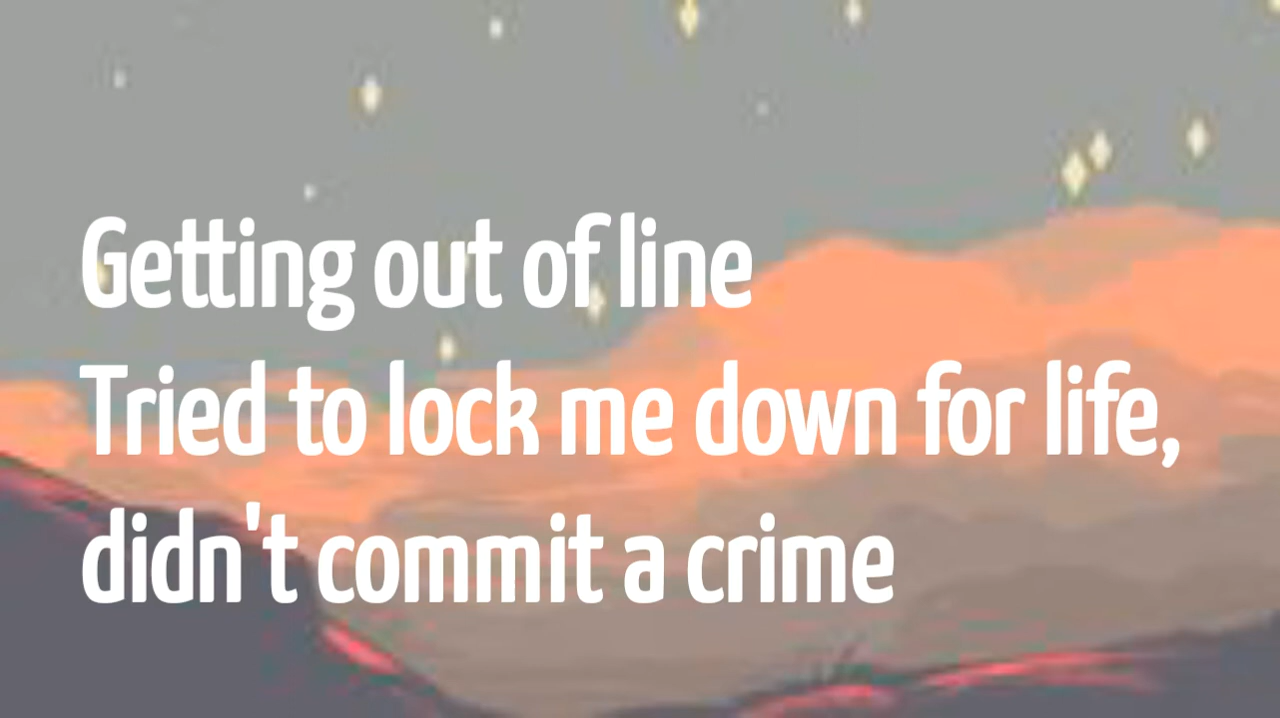 Getting out of line
Tried to lock me down for life,
didn't commit a crime